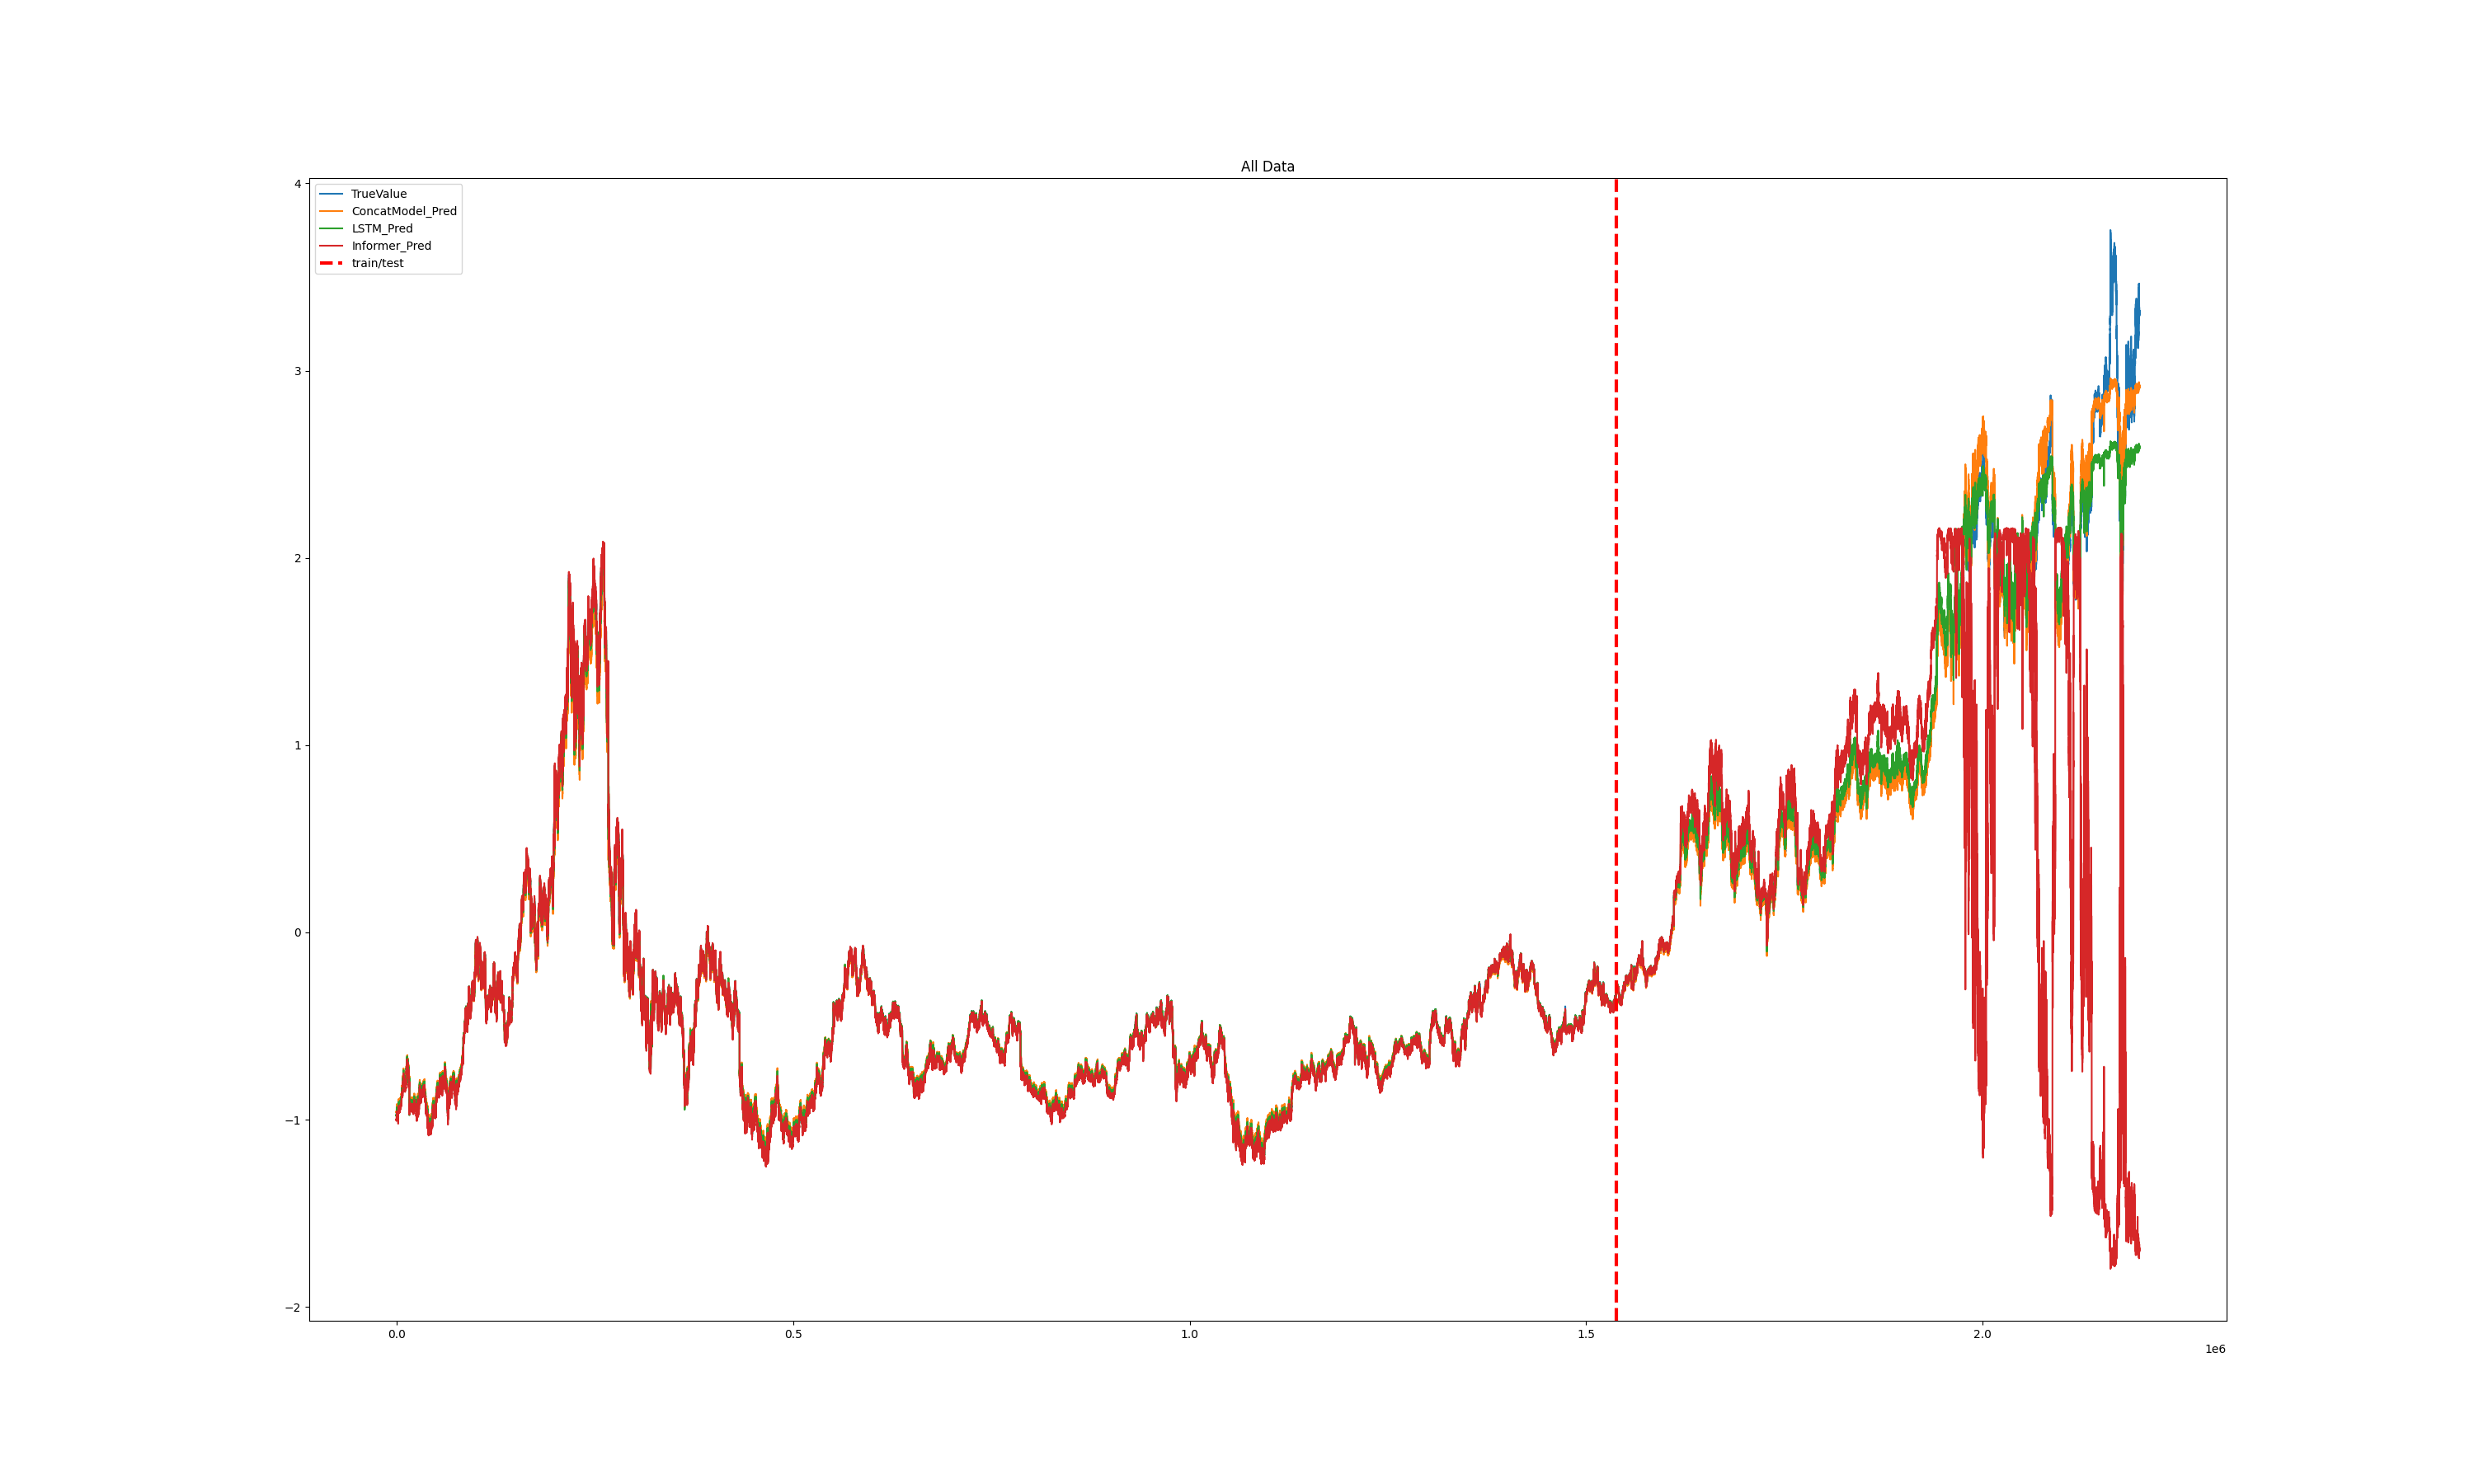 All Data
TrueValue
ConcatModel_Pred
LSTM_Pred
Informer_Pred
train/test
4
3
2
1
0
−1
−2
0.0 0.5 1.0 1.5 2.0
1e6